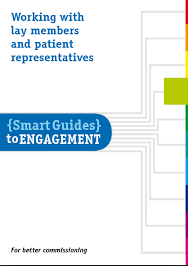 Working with
lay members
and patient
representatives
{Smart Guides}
to ENGAGEMENT
For better commissioning